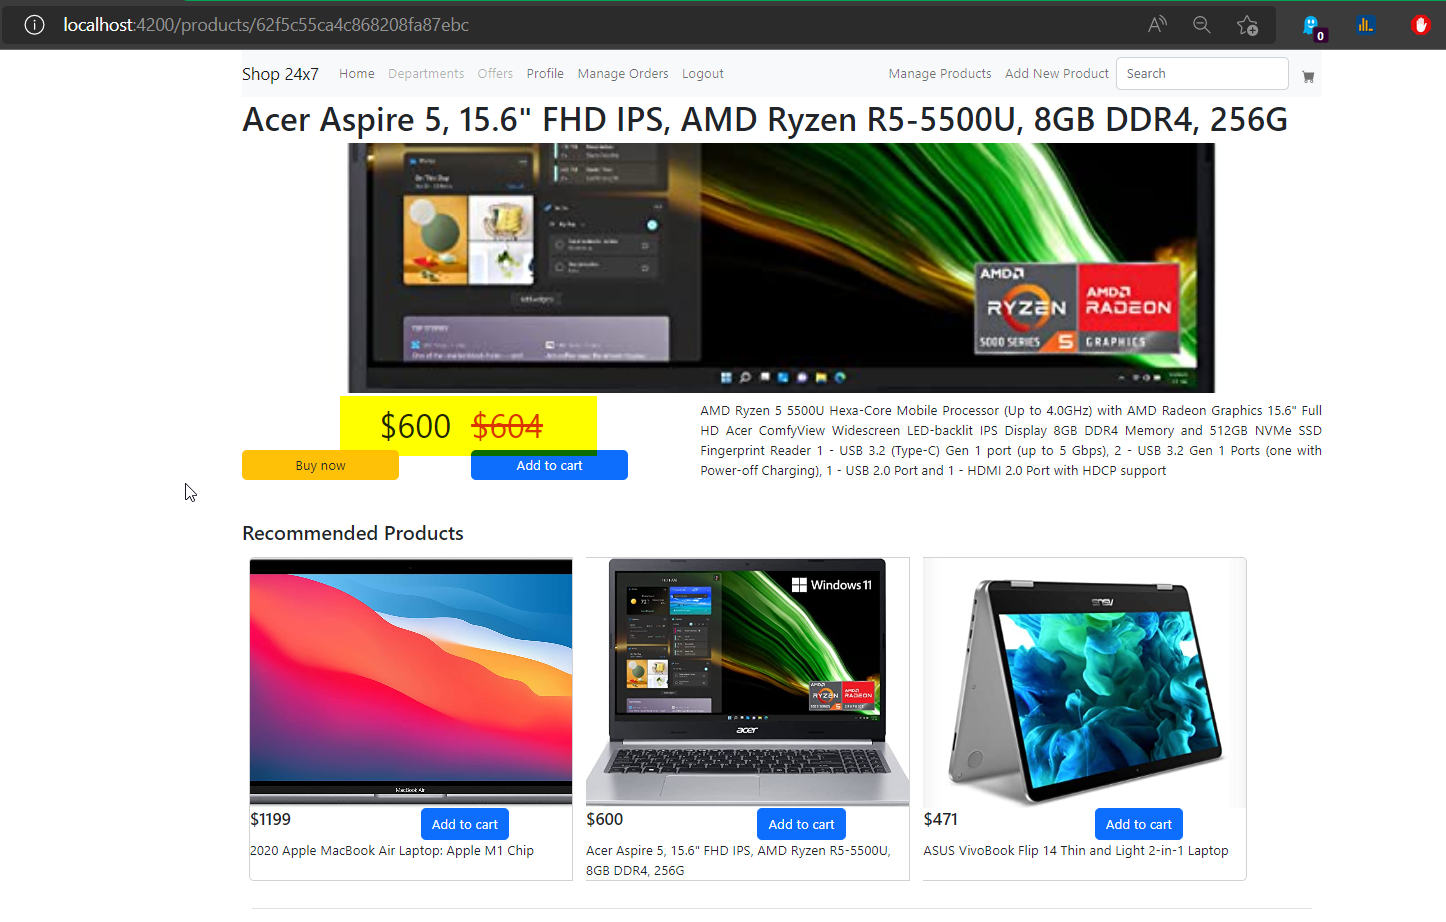 localhost:4200/products/62f5c55ca4c868208fa87ebc
0
Shop 24x7 Home Departments Offers Profile Manage Orders Logout Manage Products Add New Product Search
Acer Aspire 5, 15.6" FHD IPS, AMD Ryzen R5-5500U, 8GB DDR4, 256G
AMD
RYZEN
5000 SERIES 5
AMD
RADEON
GRAPHICS
$600 $604
Buy now Add to cart
AMD Ryzen 5 5500U Hexa-Core Mobile Processor (Up to 4.0GHz) with AMD Radeon Graphics 15.6" Full
HD Acer ComfyView Widescreen LED-backlit IPS Display 8GB DDR4 Memory and 512GB NVMe SSD
Fingerprint Reader 1 - USB 3.2 (Type-C) Gen 1 port (up to 5 Gbps), 2 - USB 3.2 Gen 1 Ports (one with
Power-off Charging), 1 - USB 2.0 Port and 1 - HDMI 2.0 Port with HDCP support
Recommended Products
MacBook Air
Windows 11
AMD
RYZEN
AMD
RADEON
acer
ASUS
$1199 Add to cart
2020 Apple MacBook Air Laptop: Apple M1 Chip
$600 Add to cart
Acer Aspire 5, 15.6" FHD IPS, AMD Ryzen R5-5500U,
8GB DDR4, 256G
$471 Add to cart
ASUS VivoBook Flip 14 Thin and Light 2-in-1 Laptop